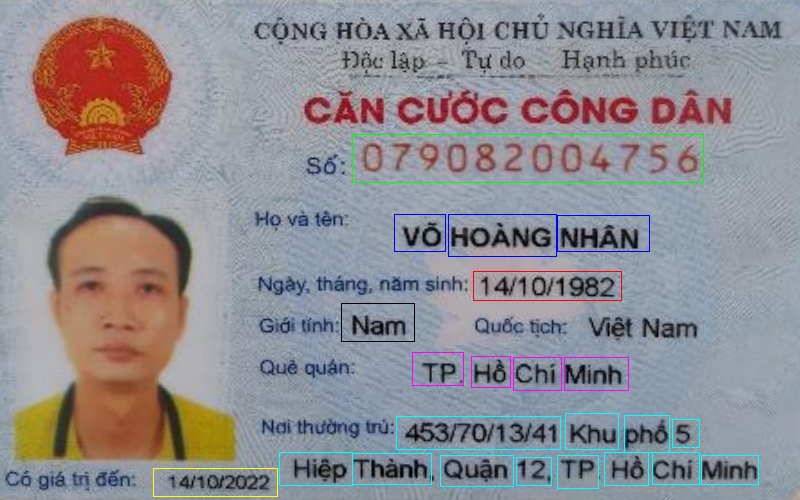 CỘNG HÒA XÃ HỘI CHỦ NGHĨA VIỆT NAM
Độc lập - Tự do - Hạnh phúc
CĂN CƯỚC CÔNG DÂN
Số: 079082004756
Họ và tên: VÕ HOÀNG NHÂN
Ngày, tháng, năm sinh: 14/10/1982
Giới tính: Nam Quốc tịch: Việt Nam
Quê quán: TP. Hồ Chí Minh
Nơi thường trú: 453/70/13/41 Khu phố 5
Hiệp Thành, Quận 12, TP. Hồ Chí Minh
Có giá trị đến: 14/10/2022